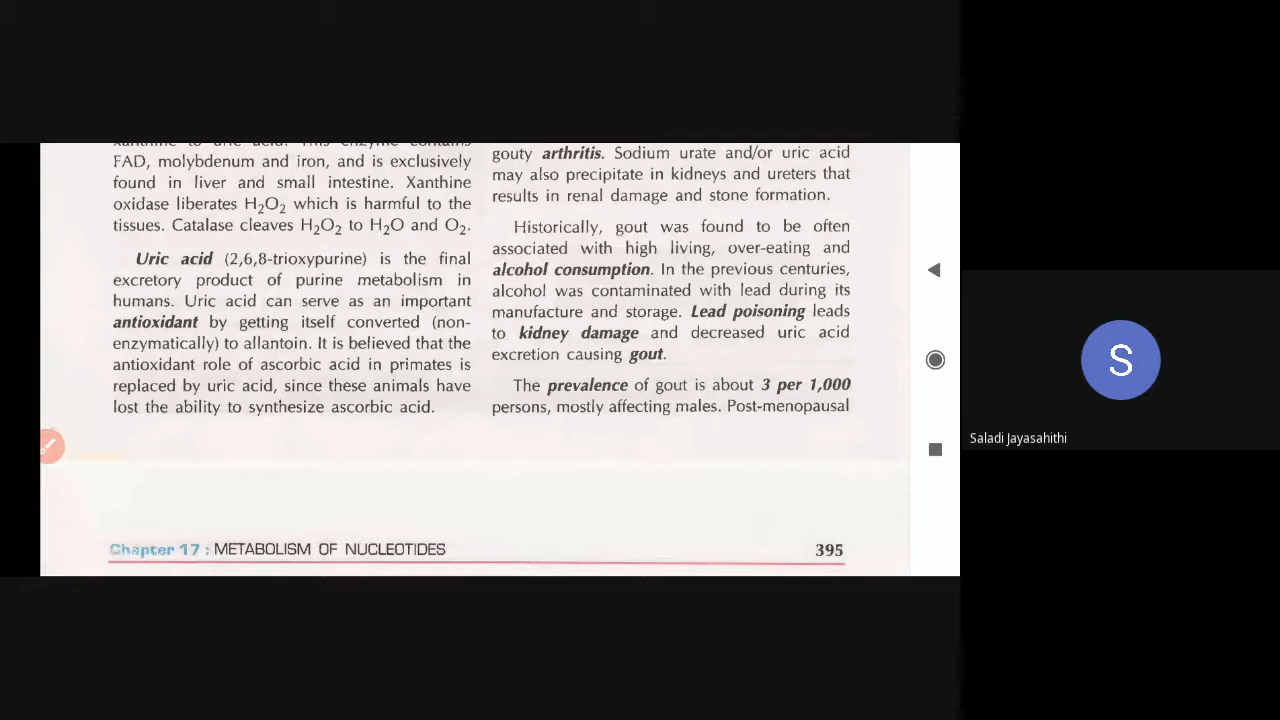 xanthine to uric acid. This enzyme contains
FAD, molybdenum and iron, and is exclusively
found in liver and small intestine. Xanthine
oxidase liberates H₂O₂ which is harmful to the
tissues. Catalase cleaves H₂O₂ to H₂O and O₂.
Uric acid (2,6,8-trioxypurine) is the final
excretory product of purine metabolism in
humans. Uric acid can serve as an important
antioxidant by getting itself converted (non-
enzymatically) to allantoin. It is believed that the
antioxidant role of ascorbic acid in primates is
replaced by uric acid, since these animals have
lost the ability to synthesize ascorbic acid.
gouty arthritis. Sodium urate and/or uric acid
may also precipitate in kidneys and ureters that
results in renal damage and stone formation.
Historically, gout was found to be often
associated with high living, over-eating and
alcohol consumption. In the previous centuries,
alcohol was contaminated with lead during its
manufacture and storage. Lead poisoning leads
to kidney damage and decreased uric acid
excretion causing gout.
The prevalence of gout is about 3 per 1,000
persons, mostly affecting males. Post-menopausal
Chapter 17 : METABOLISM OF NUCLEOTIDES
395
S
Saladi Jayasahithi